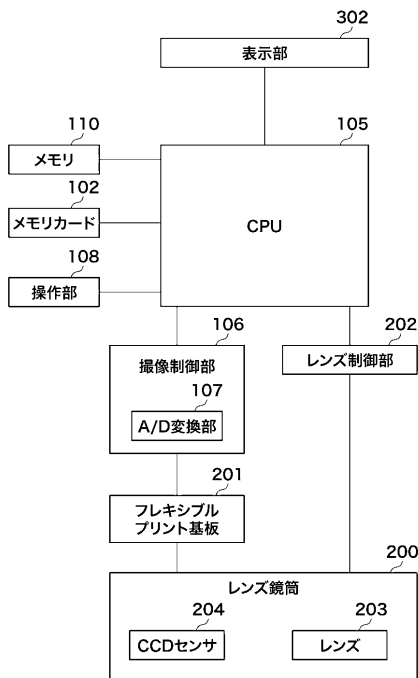 302
表示部
110
メモリ
105
CPU
102
メモリカード
108
操作部
106
撮像制御部
107
A/D変換部
202
レンズ制御部
201
フレキシブル
プリント基板
200
レンズ鏡筒
204
CCDセンサ
203
レンズ